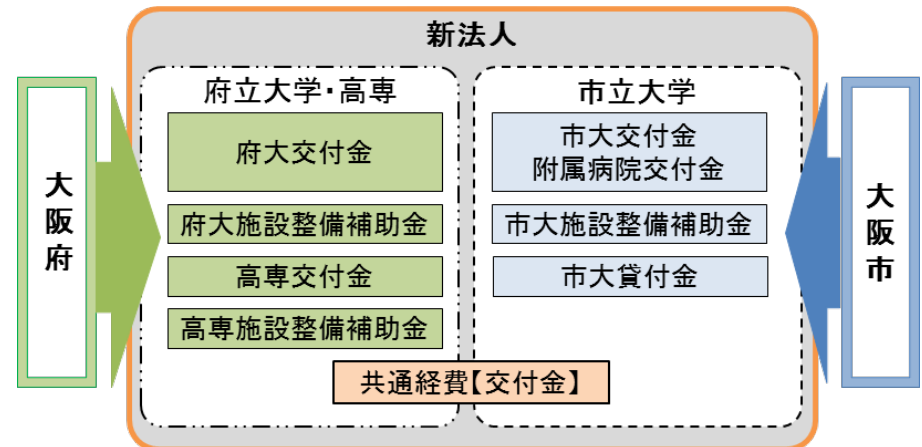 新法人
大阪府
府立大学・高専
府大交付金
府大施設整備補助金
高専交付金
高専施設整備補助金
市立大学
市大交付金
附属病院交付金
市大施設整備補助金
市大貸付金
共通経費【交付金】
大阪市